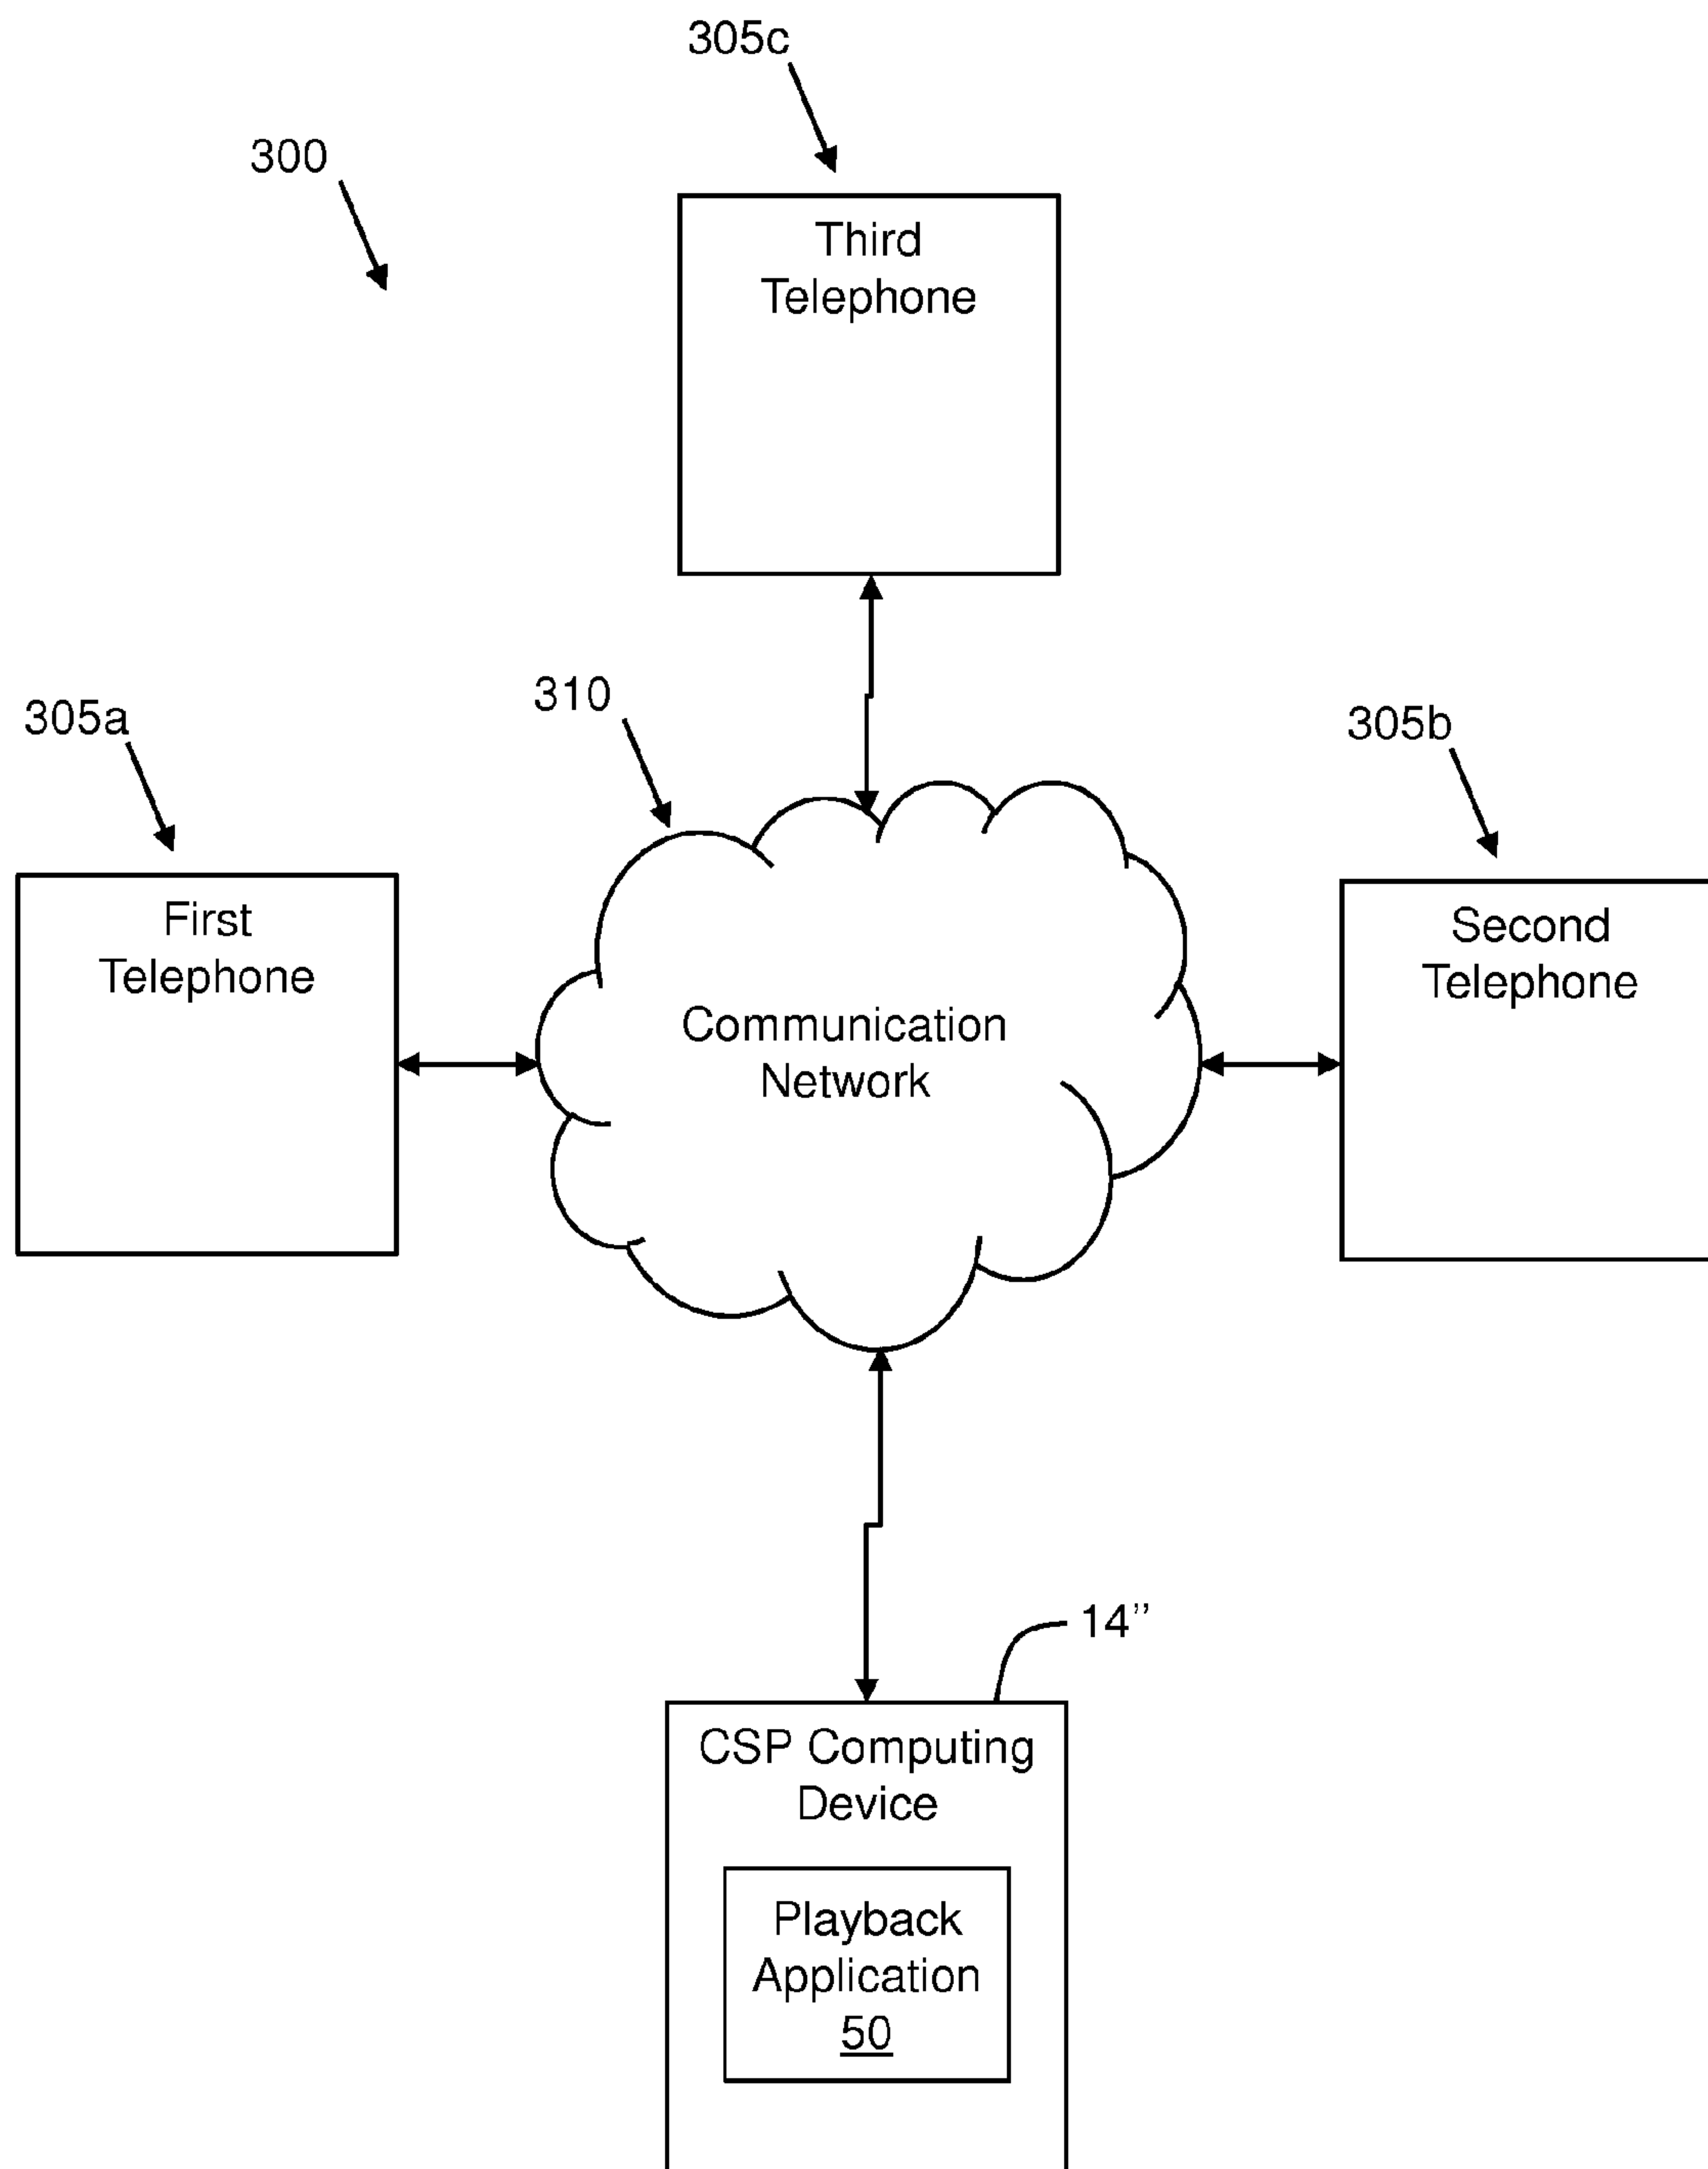 305c
300
Third
Telephone
310
305a
305b
First
Telephone
Second
Telephone
Communication
Network
14”
CSP Computing
Device
Playback
Application
50